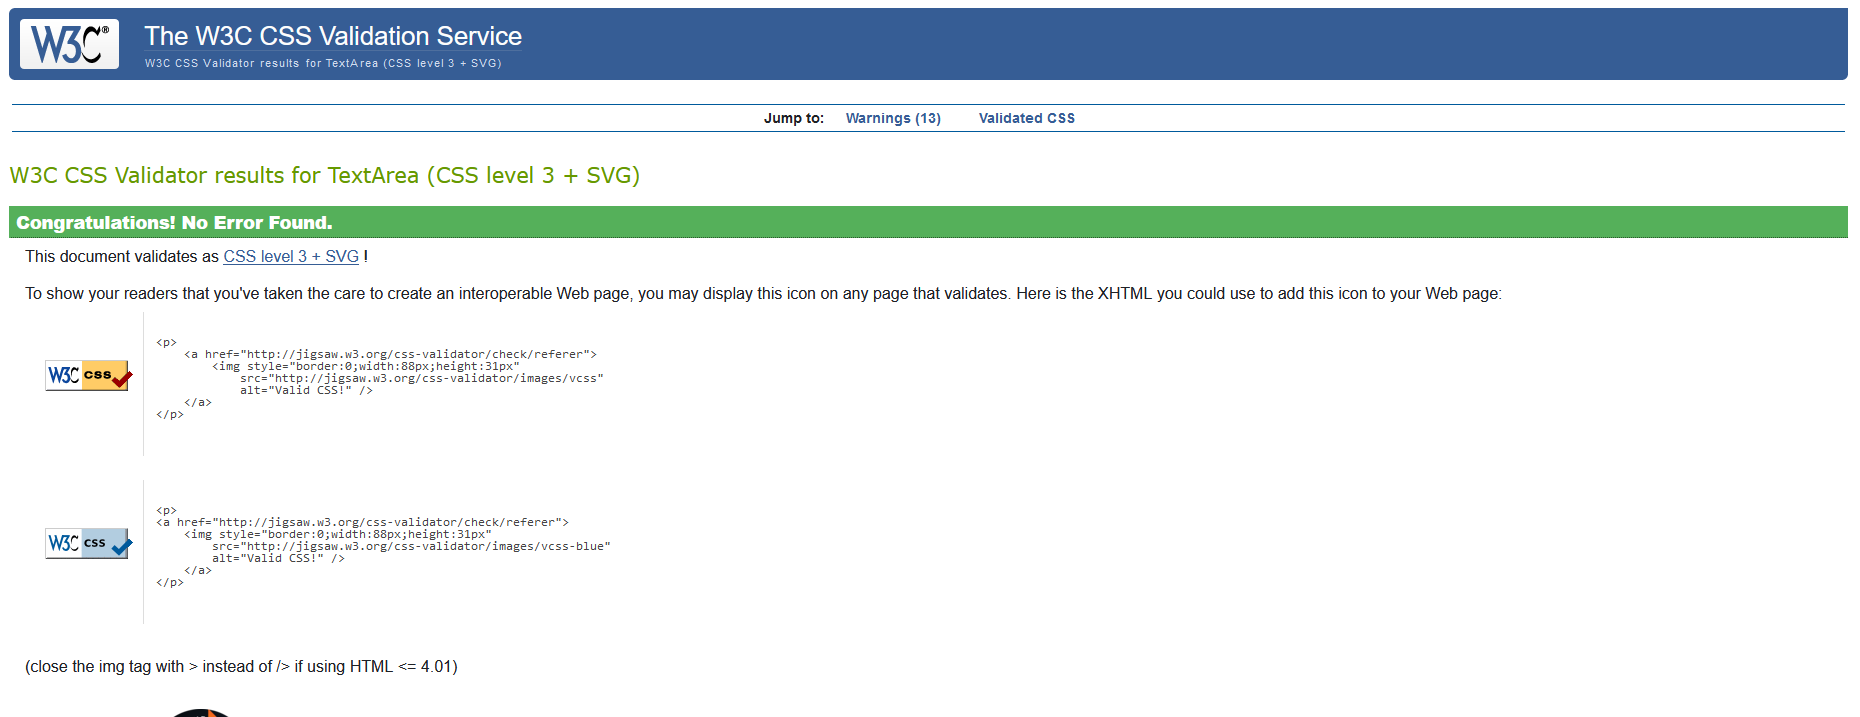 W3C®
The W3C CSS Validation Service
W3C CSS Validator results for TextArea (CSS level 3 + SVG)
Jump to: Warnings (13) Validated CSS
W3C CSS Validator results for TextArea (CSS level 3 + SVG)
Congratulations! No Error Found.
This document validates as CSS level 3 + SVG !
To show your readers that you've taken the care to create an interoperable Web page, you may display this icon on any page that validates. Here is the XHTML you could use to add this icon to your Web page:
<p>
<a href="http://jigsaw.w3.org/css-validator/check/referer">
<img style="border:0;width:88px;height:31px"
W3C css
src="http://jigsaw.w3.org/css-validator/images/vcss"
alt="Valid CSS!" />
</a>
</p>
<p>
<a href="http://jigsaw.w3.org/css-validator/check/referer">
<img style="border:0;width:88px;height:31px"
W3C css
src="http://jigsaw.w3.org/css-validator/images/vcss-blue"
alt="Valid CSS!" />
</a>
</p>
(close the img tag with > instead of /> if using HTML <= 4.01)